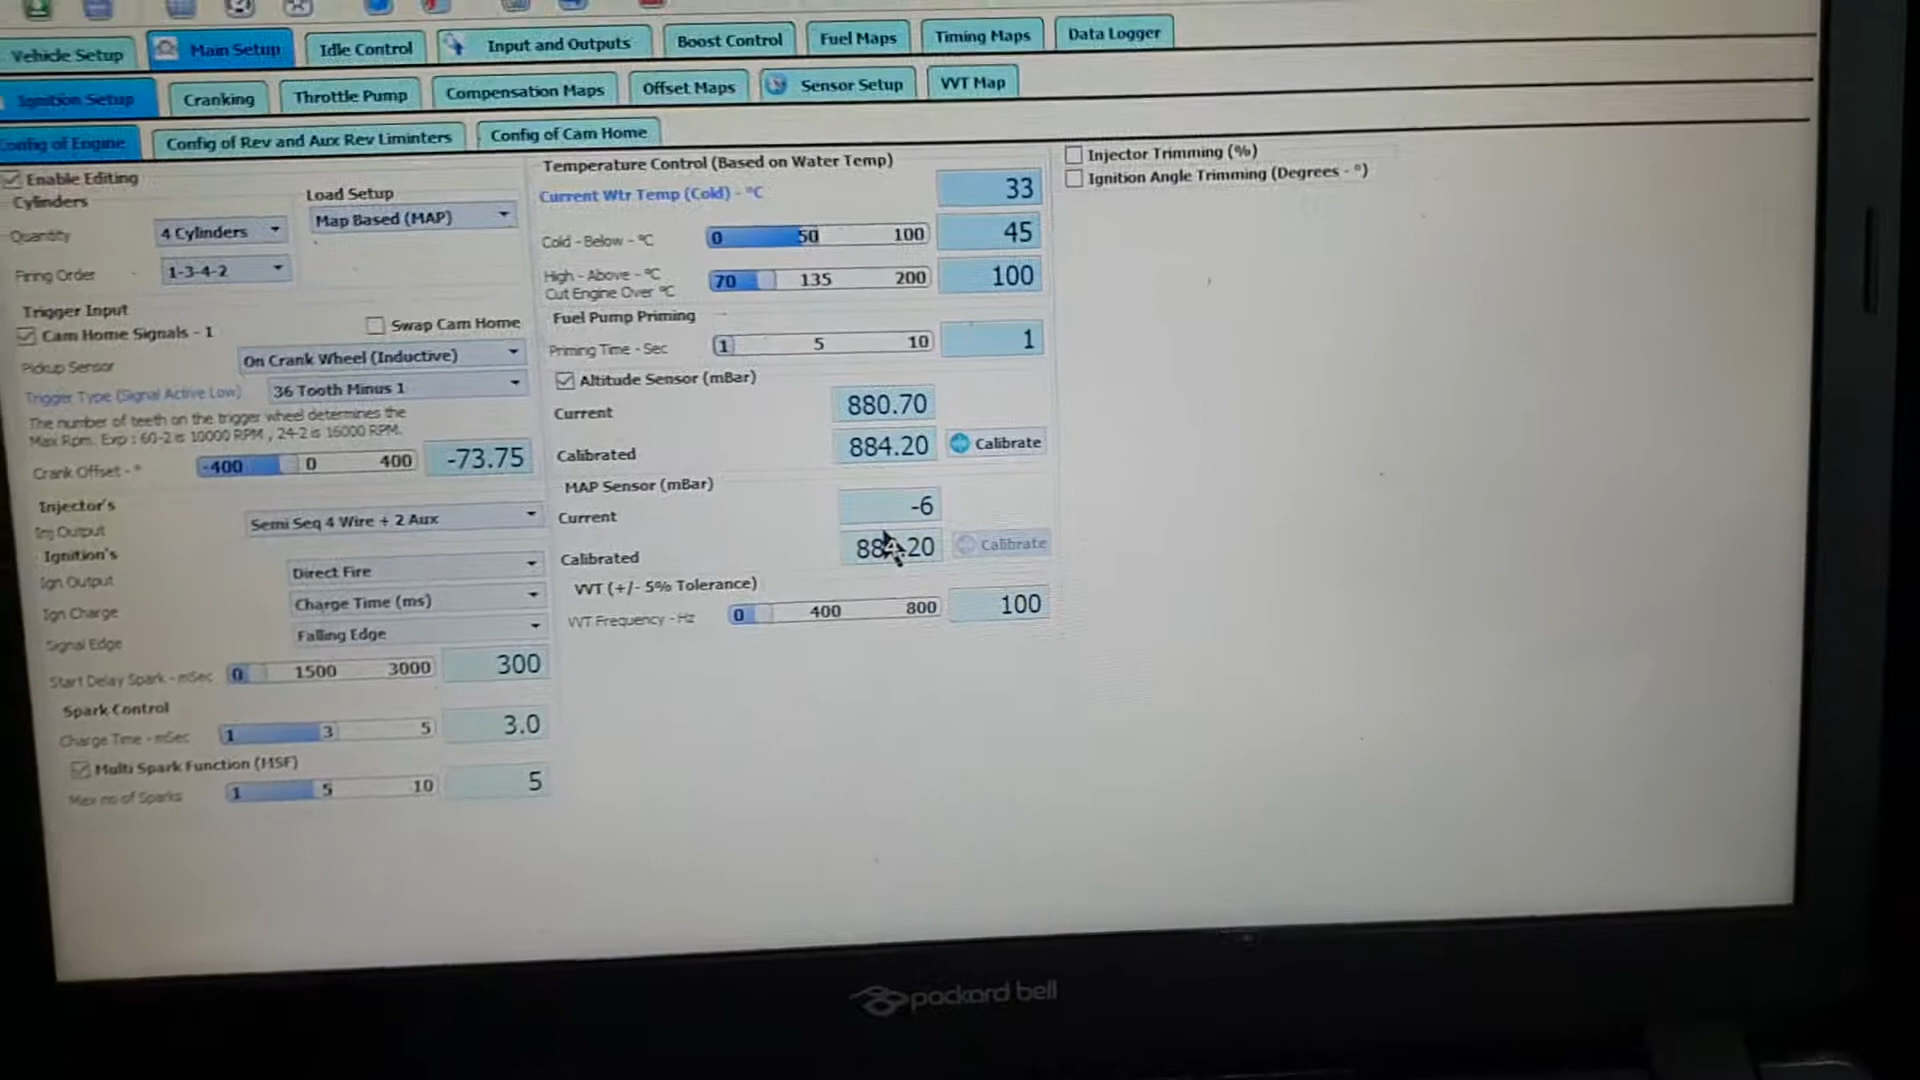 Vehicle Setup Main Setup Idle Control Input and Outputs Boost Control Fuel Maps Timing Maps Data Logger
Ignition Setup Cranking Throttle Pump Compensation Maps Offset Maps Sensor Setup VVT Map
Config of Engine Config of Rev and Aux Rev Liminters Config of Cam Home
Enable Editing
Cylinders
Load Setup
Quantity 4 Cylinders Map Based (MAP)
Firing Order 1-3-4-2
Trigger Input
Cam Home Signals - 1 Swap Cam Home
Pickup Sensor On Crank Wheel (Inductive)
Trigger Type (Signal Active Low) 36 Tooth Minus 1
The number of teeth on the trigger wheel determines the
Max Rpm. Exp : 60-2 is 10000 RPM , 24-2 is 16000 RPM.
Crank Offset - ° -400 0 400 -73.75
Injector's
Inj Output Semi Seq 4 Wire + 2 Aux
Ignition's
Ign Output Direct Fire
Ign Charge Charge Time (ms)
Signal Edge Falling Edge
Start Delay Spark - mSec 0 1500 3000 300
Spark Control
Charge Time - mSec 1 3 5 3.0
Multi Spark Function (MSF)
Max no of Sparks 1 5 10 5
Temperature Control (Based on Water Temp)
Current Wtr Temp (Cold) - °C 33
Cold - Below - °C 0 50 100 45
High - Above - °C 70 135 200 100
Cut Engine Over °C
Fuel Pump Priming
Priming Time - Sec 1 5 10 1
Altitude Sensor (mBar)
Current 880.70
Calibrated 884.20 Calibrate
MAP Sensor (mBar)
Current -6
Calibrated 884.20 Calibrate
VVT (+/- 5% Tolerance)
VVT Frequency - Hz 0 400 800 100
Injector Trimming (%)
Ignition Angle Trimming (Degrees - °)
packard bell